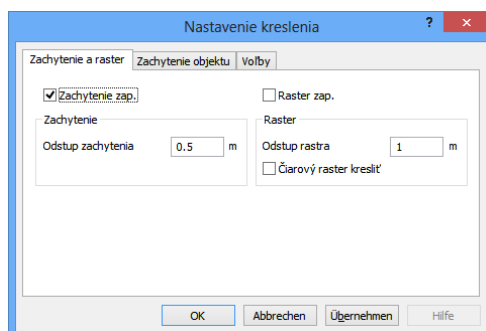 Nastavenie kreslenia ?
Zachytenie a raster Zachytenie objektu Voľby
Zachytenie zap. Raster zap.
Zachytenie Raster
Odstup zachytenia 0.5 m Odstup rastra 1 m
Čiarový raster kresliť
OK Abbrechen Übernehmen Hilfe